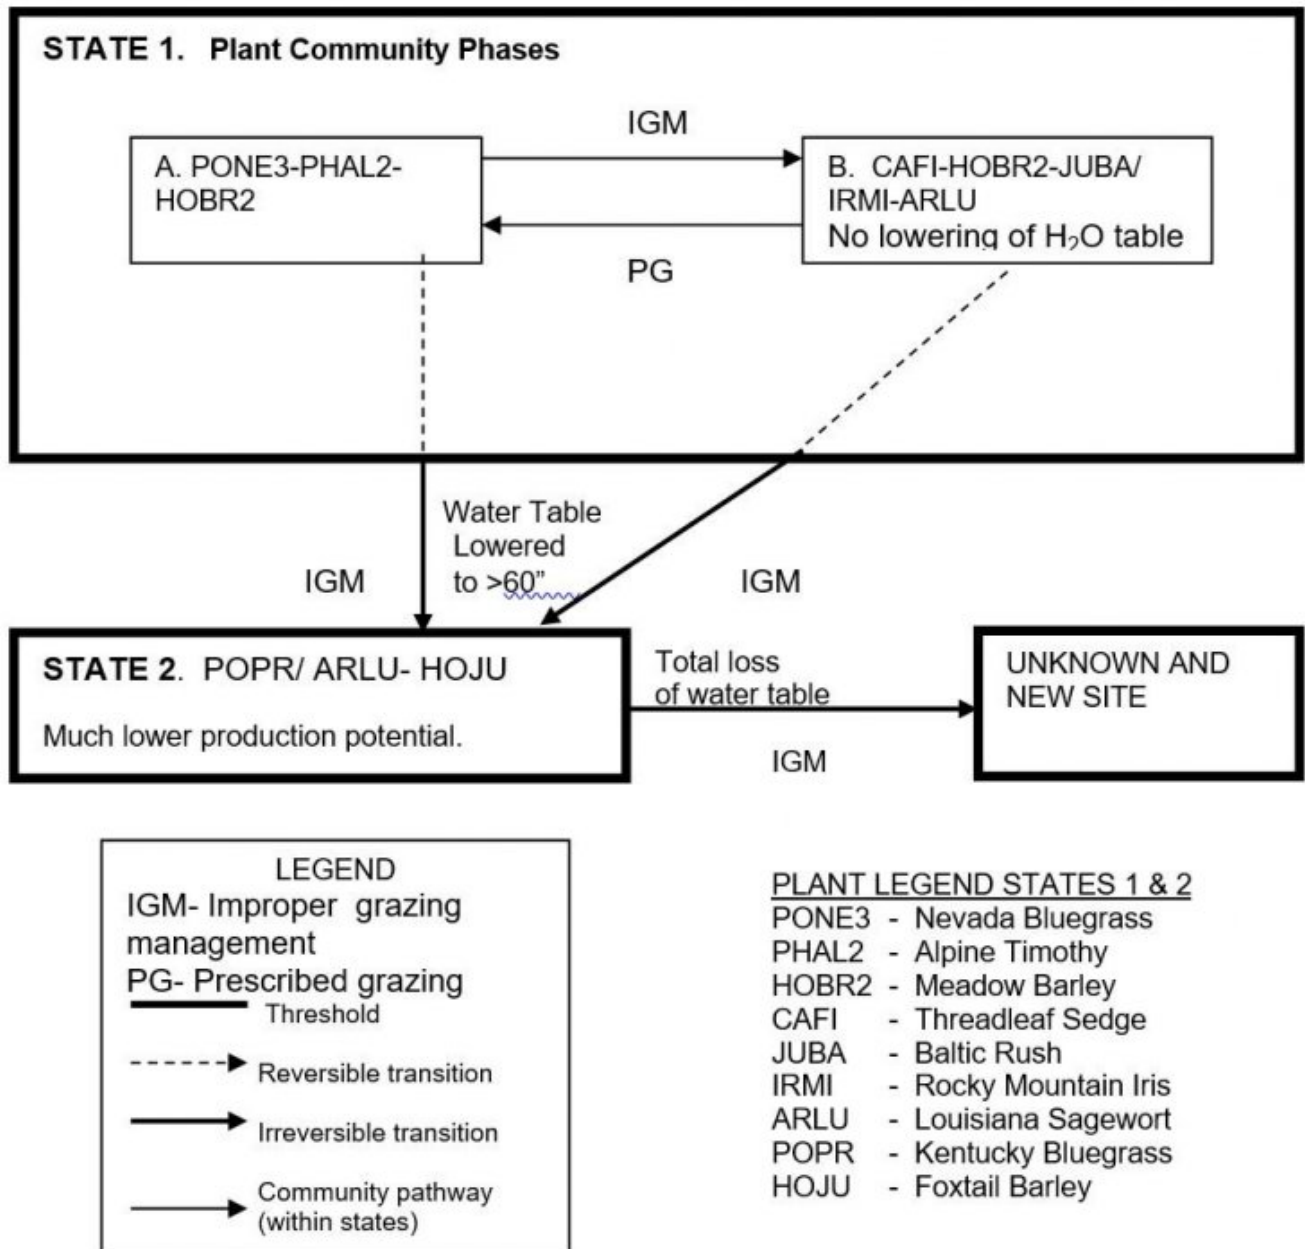 STATE 1. Plant Community Phases
IGM
A. PONE3-PHAL2-
HOBR2
B. CAFI-HOBR2-JUBA/
IRMI-ARLU
No lowering of H₂O table
PG
Water Table
Lowered
to >60”
IGM
IGM
STATE 2. POPR/ ARLU- HOJU
Much lower production potential.
Total loss
of water table
IGM
UNKNOWN AND
NEW SITE
LEGEND
IGM- Improper grazing
management
PG- Prescribed grazing
Threshold
Reversible transition
Irreversible transition
Community pathway
(within states)
PLANT LEGEND STATES 1 & 2
PONE3 - Nevada Bluegrass
PHAL2 - Alpine Timothy
HOBR2 - Meadow Barley
CAFI - Threadleaf Sedge
JUBA - Baltic Rush
IRMI - Rocky Mountain Iris
ARLU - Louisiana Sagewort
POPR - Kentucky Bluegrass
HOJU - Foxtail Barley